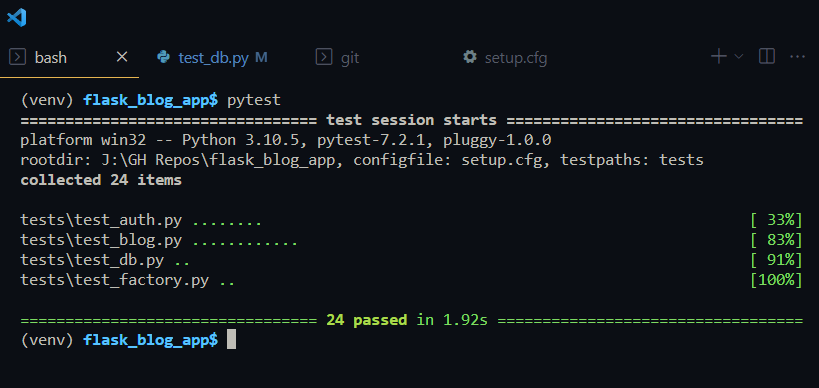 bash test_db.py M git setup.cfg
(venv) flask_blog_app$ pytest
================================= test session starts =================================
platform win32 -- Python 3.10.5, pytest-7.2.1, pluggy-1.0.0
rootdir: J:\GH Repos\flask_blog_app, configfile: setup.cfg, testpaths: tests
collected 24 items
tests\test_auth.py ........ [ 33%]
tests\test_blog.py ............ [ 83%]
tests\test_db.py .. [ 91%]
tests\test_factory.py .. [100%]
================================= 24 passed in 1.92s ==================================
(venv) flask_blog_app$